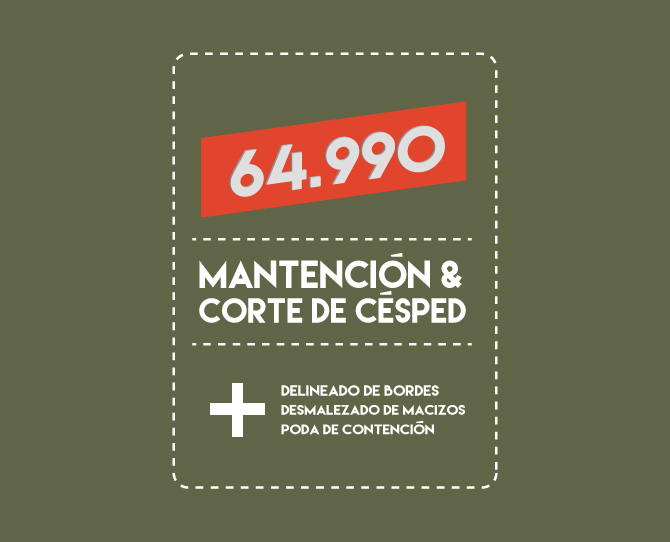 64.990
MANTENCIÓN &
CORTE DE CÉSPED
DELINEADO DE BORDES
DESMALEZADO DE MACIZOS
PODA DE CONTENCIÓN